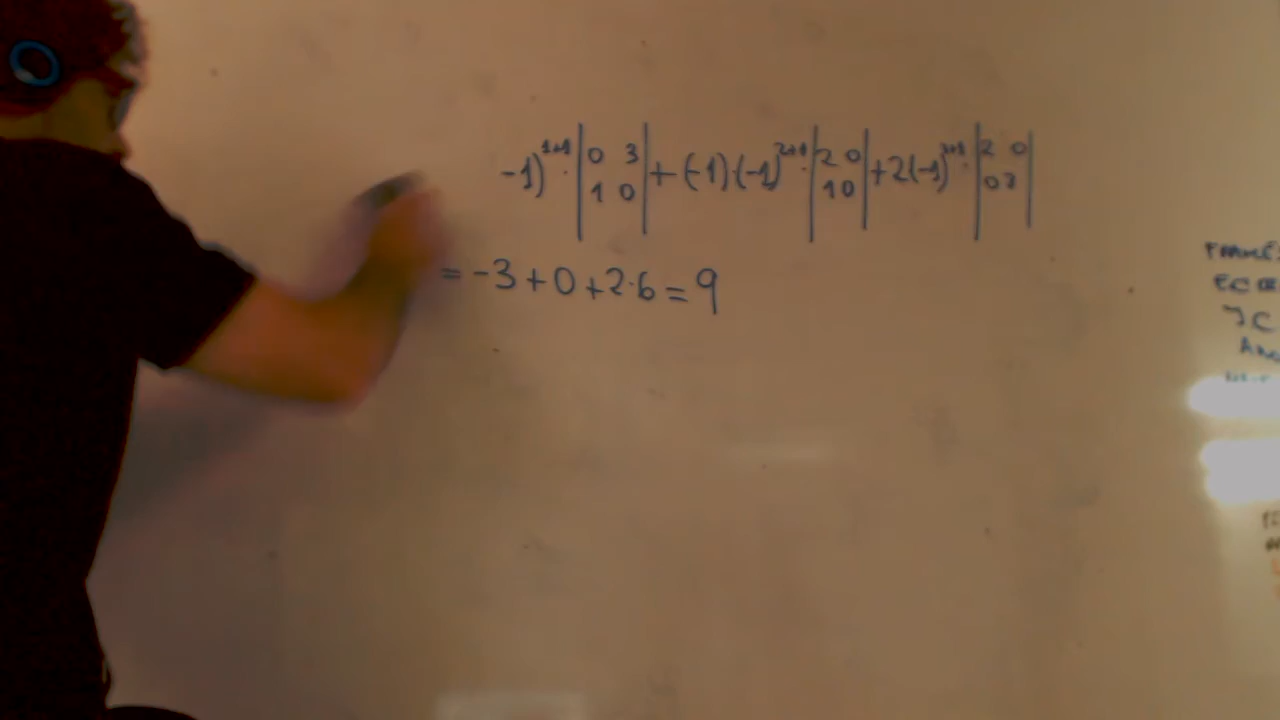 -1)¹⁺¹ · |0 3; 1 0| + (-1)·(-1)²⁺¹ · |2 0; 1 0| + 2(-1)³⁺¹ · |2 0; 0 3|
= -3 + 0 + 2·6 = 9